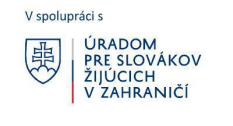 V spolupráci s
ÚRADOM
PRE SLOVÁKOV
ŽIJÚCICH
V ZAHRANIČÍ